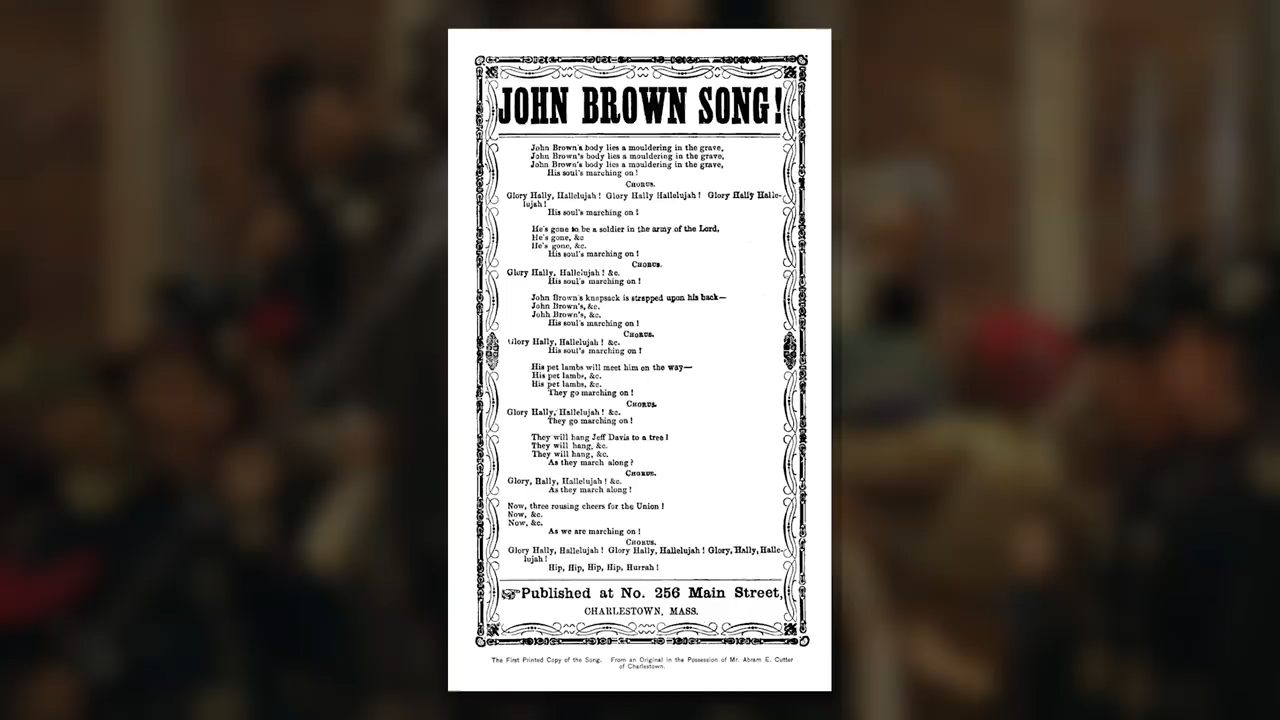 JOHN BROWN SONG!
John Brown's body lies a mouldering in the grave,
John Brown's body lies a mouldering in the grave,
John Brown's body lies a mouldering in the grave,
His soul's marching on!
CHORUS.
Glory Hally, Hallelujah! Glory Hally Hallelujah! Glory Hally Halle-
lujah!
His soul's marching on!
He's gone to be a soldier in the army of the Lord,
He's gone, &c
He's gone, &c.
His soul's marching on!
CHORUS.
Glory Hally, Hallelujah! &c.
His soul's marching on!
John Brown's knapsack is strapped upon his back—
John Brown's, &c.
John Brown's, &c.
His soul's marching on!
CHORUS.
Glory Hally, Hallelujah! &c.
His soul's marching on!
His pet lambs will meet him on the way—
His pet lambs, &c.
His pet lambs, &c.
They go marching on!
CHORUS.
Glory Hally, Hallelujah! &c.
They go marching on!
They will hang Jeff Davis to a tree!
They will hang, &c.
They will hang, &c.
As they march along?
CHORUS.
Glory, Hally, Hallelujah! &c.
As they march along!
Now, three rousing cheers for the Union!
Now, &c.
Now, &c.
As we are marching on!
CHORUS.
Glory Hally, Hallelujah! Glory Hally, Hallelujah! Glory, Hally, Halle-
lujah!
Hip, Hip, Hip, Hip, Hurrah!
Published at No. 256 Main Street,
CHARLESTOWN, MASS.
The First Printed Copy of the Song. From an Original in the Possession of Mr. Abram E. Cutter
of Charlestown.